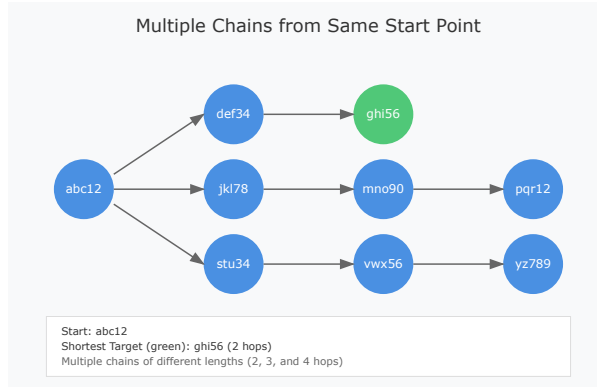 Multiple Chains from Same Start Point
def34
ghi56
abc12
jkl78
mno90
pqr12
stu34
vwx56
yz789
Start: abc12
Shortest Target (green): ghi56 (2 hops)
Multiple chains of different lengths (2, 3, and 4 hops)